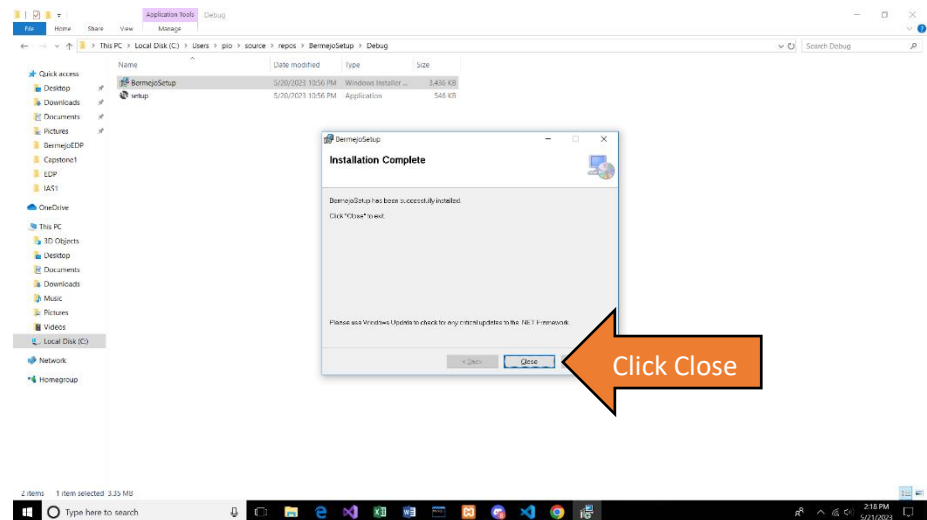 Application Tools Debug
File Home Share View Manage
This PC > Local Disk (C:) > Users > pio > source > repos > BermejoSetup > Debug
Search Debug
Name Date modified Type Size
BermejoSetup 5/20/2023 10:56 PM Windows Installer ... 3,436 KB
setup 5/20/2023 10:56 PM Application 546 KB
Quick access
Desktop
Downloads
Documents
Pictures
BermejoEDP
Capstone1
EDP
IAS1
OneDrive
This PC
3D Objects
Desktop
Documents
Downloads
Music
Pictures
Videos
Local Disk (C:)
Network
Homegroup
BermejoSetup
Installation Complete
BermejoSetup has been successfully installed.
Click "Close" to exit.
Please use Windows Update to check for any critical updates to the .NET Framework.
< Back Close
Click Close
2 items 1 item selected 3.35 MB
Type here to search
2:18 PM
5/21/2023